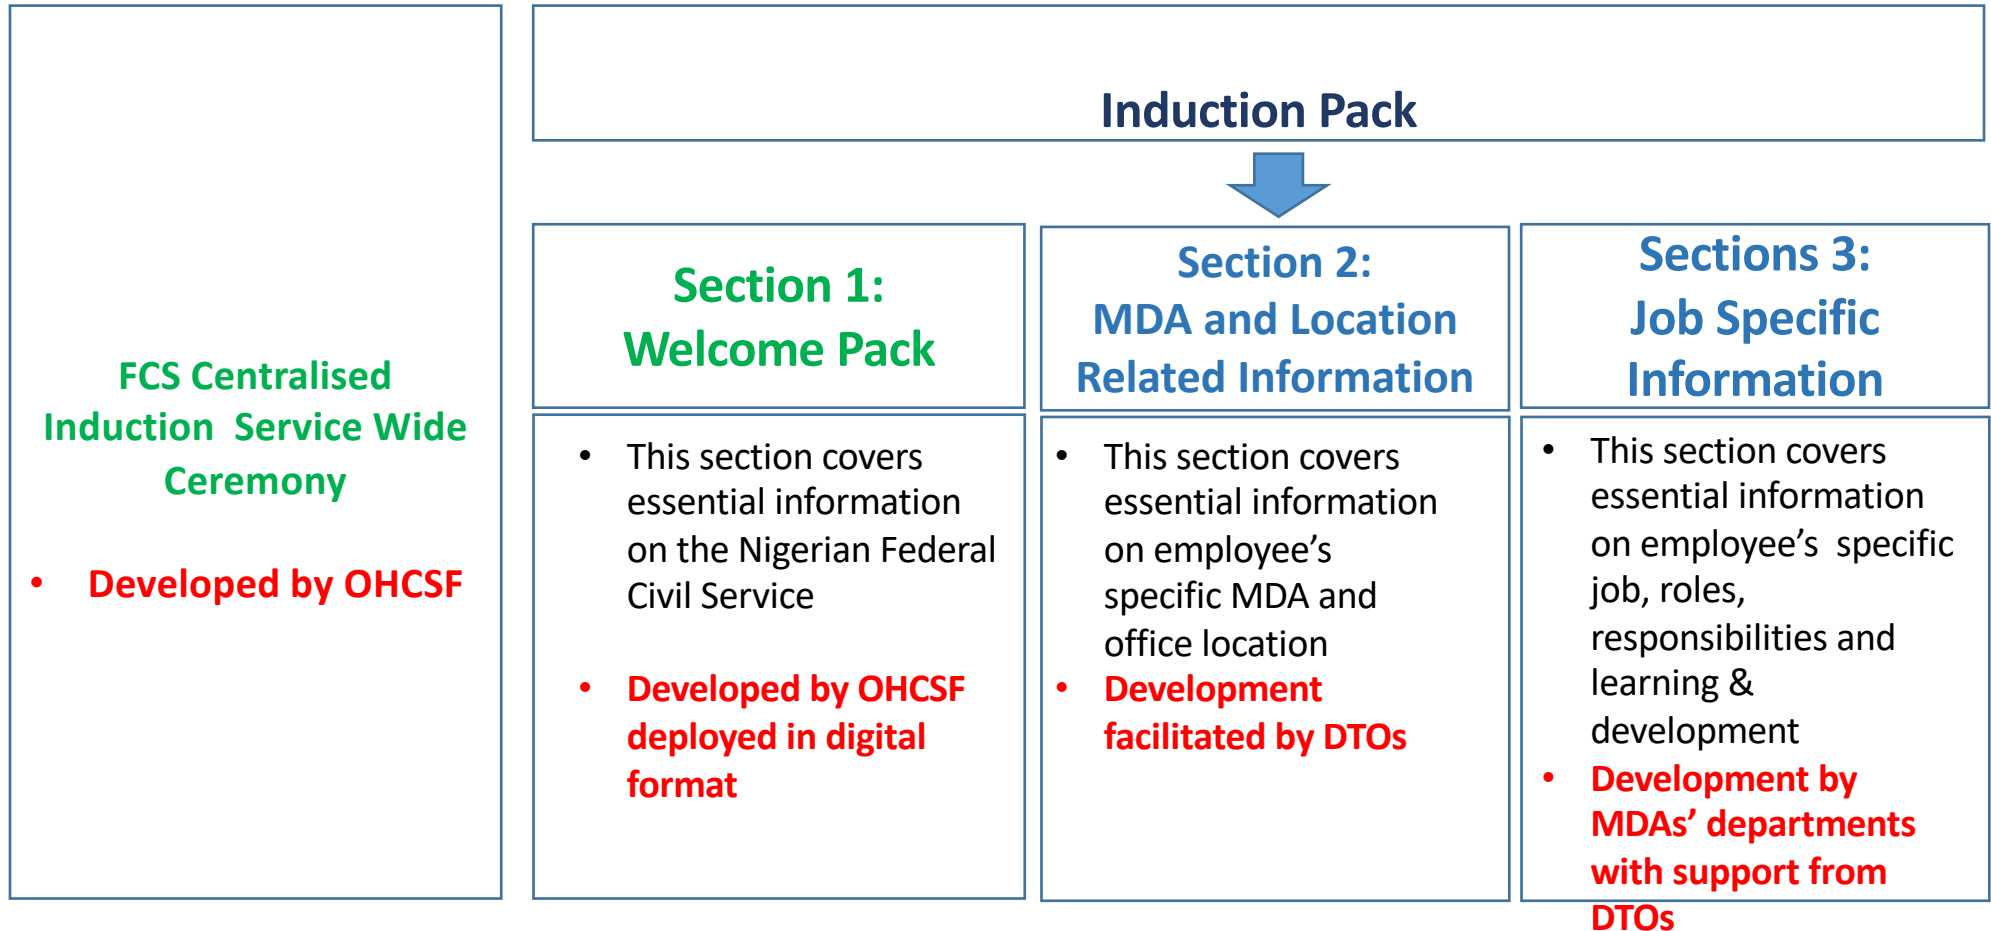 FCS Centralised
Induction Service Wide
Ceremony
• Developed by OHCSF
Induction Pack
Section 1:
Welcome Pack
• This section covers
essential information
on the Nigerian Federal
Civil Service
• Developed by OHCSF
deployed in digital
format
Section 2:
MDA and Location
Related Information
• This section covers
essential information
on employee’s
specific MDA and
office location
• Development
facilitated by DTOs
Sections 3:
Job Specific
Information
• This section covers
essential information
on employee’s specific
job, roles,
responsibilities and
learning &
development
• Development by
MDAs’ departments
with support from
DTOs